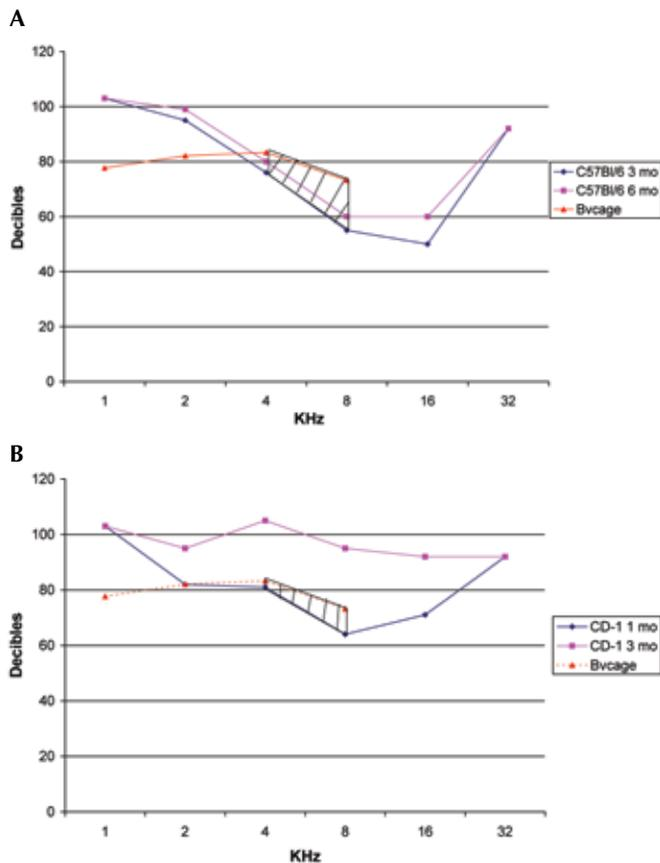 A
120
100
80
60
40
20
0
Decibles
1 2 4 8 16 32
KHz
C57Bl/6 3 mo
C57Bl/6 6 mo
Bvcage
B
120
100
80
60
40
20
0
Decibles
1 2 4 8 16 32
KHz
CD-1 1 mo
CD-1 3 mo
Bvcage